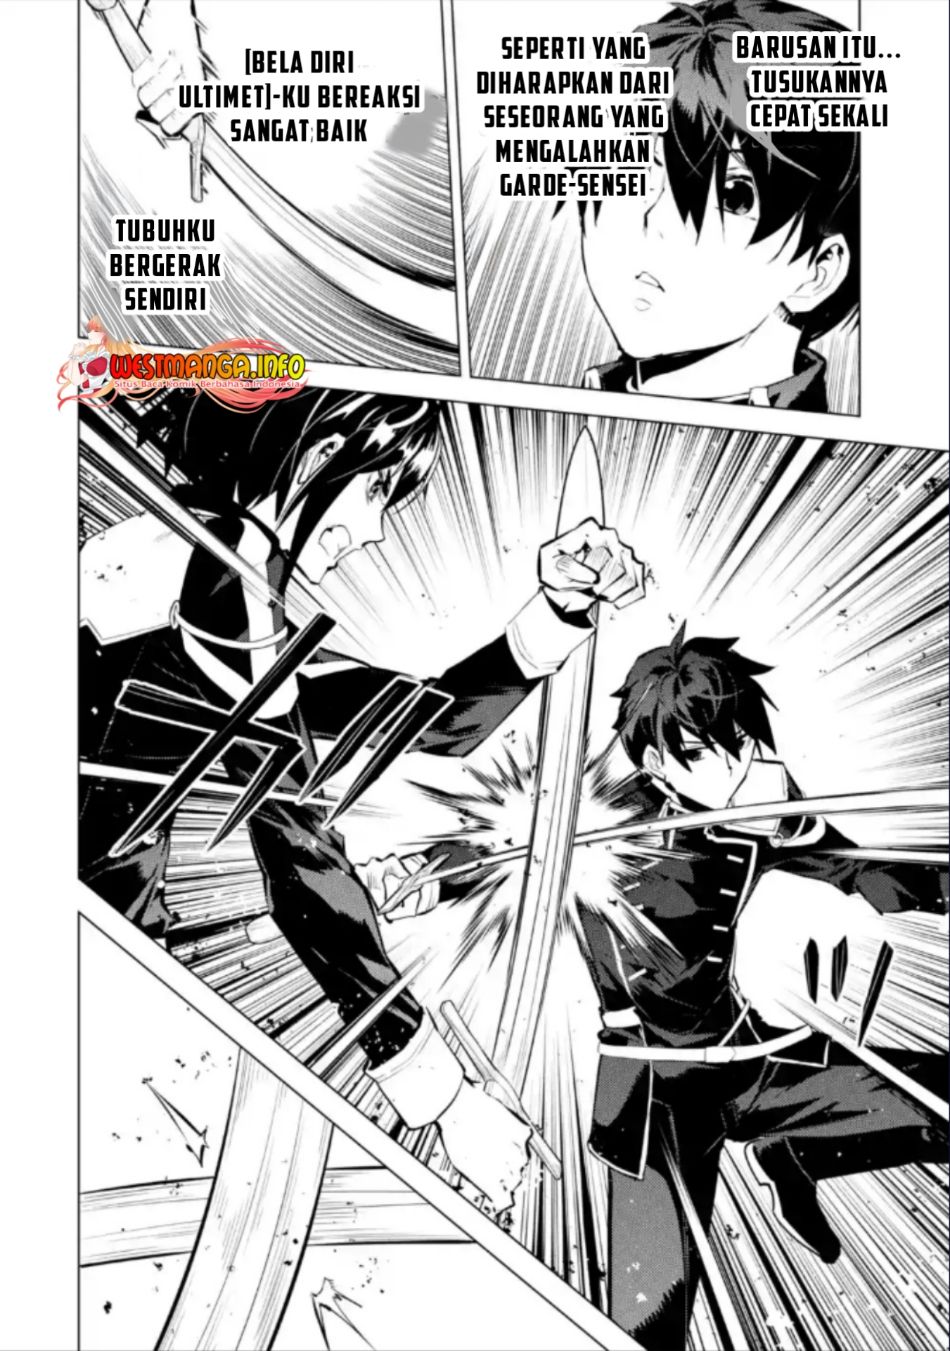 BARUSAN ITU...
TUSUKANNYA
CEPAT SEKALI
SEPERTI YANG
DIHARAPKAN DARI
SESEORANG YANG
MENGALAHKAN
GARDE-SENSEI
[BELA DIRI
ULTIMET]-KU BEREAKSI
SANGAT BAIK
TUBUHKU
BERGERAK
SENDIRI
WESTMANGA.INFO
Situs Baca Komik Berbahasa Indonesia